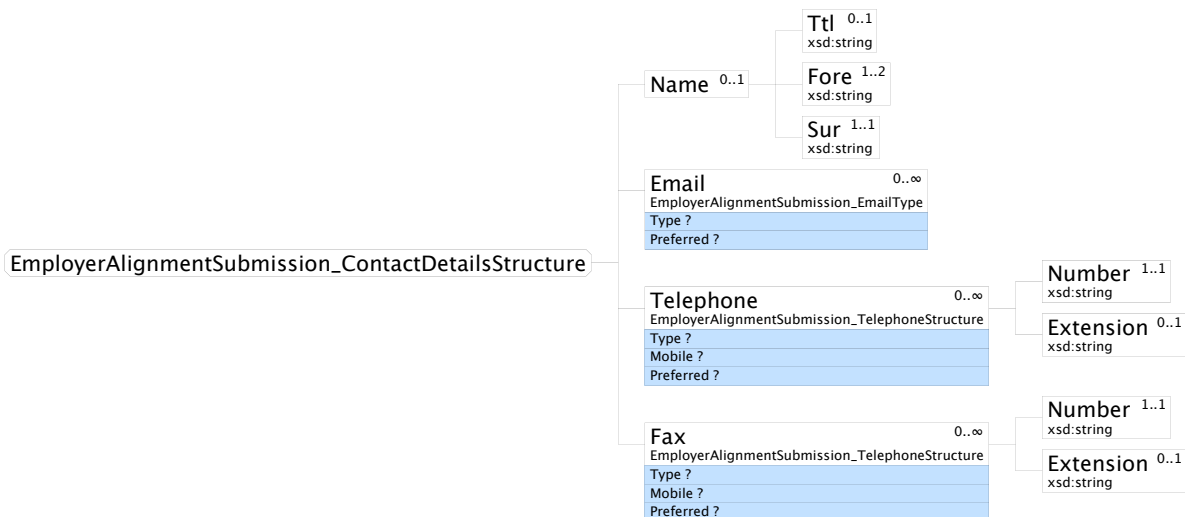 EmployerAlignmentSubmission_ContactDetailsStructure
Name 0..1
Ttl 0..1
xsd:string
Fore 1..2
xsd:string
Sur 1..1
xsd:string
Email 0..∞
EmployerAlignmentSubmission_EmailType
Type ?
Preferred ?
Telephone 0..∞
EmployerAlignmentSubmission_TelephoneStructure
Type ?
Mobile ?
Preferred ?
Number 1..1
xsd:string
Extension 0..1
xsd:string
Fax 0..∞
EmployerAlignmentSubmission_TelephoneStructure
Type ?
Mobile ?
Preferred ?
Number 1..1
xsd:string
Extension 0..1
xsd:string